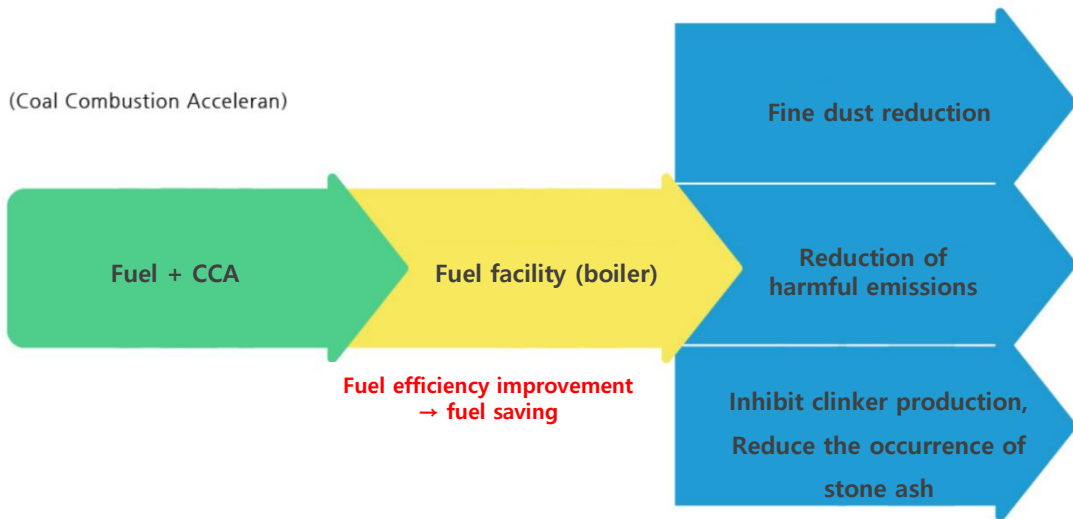 (Coal Combustion Acceleran)
Fuel + CCA
Fuel facility (boiler)
Fuel efficiency improvement
→ fuel saving
Fine dust reduction
Reduction of
harmful emissions
Inhibit clinker production,
Reduce the occurrence of
stone ash